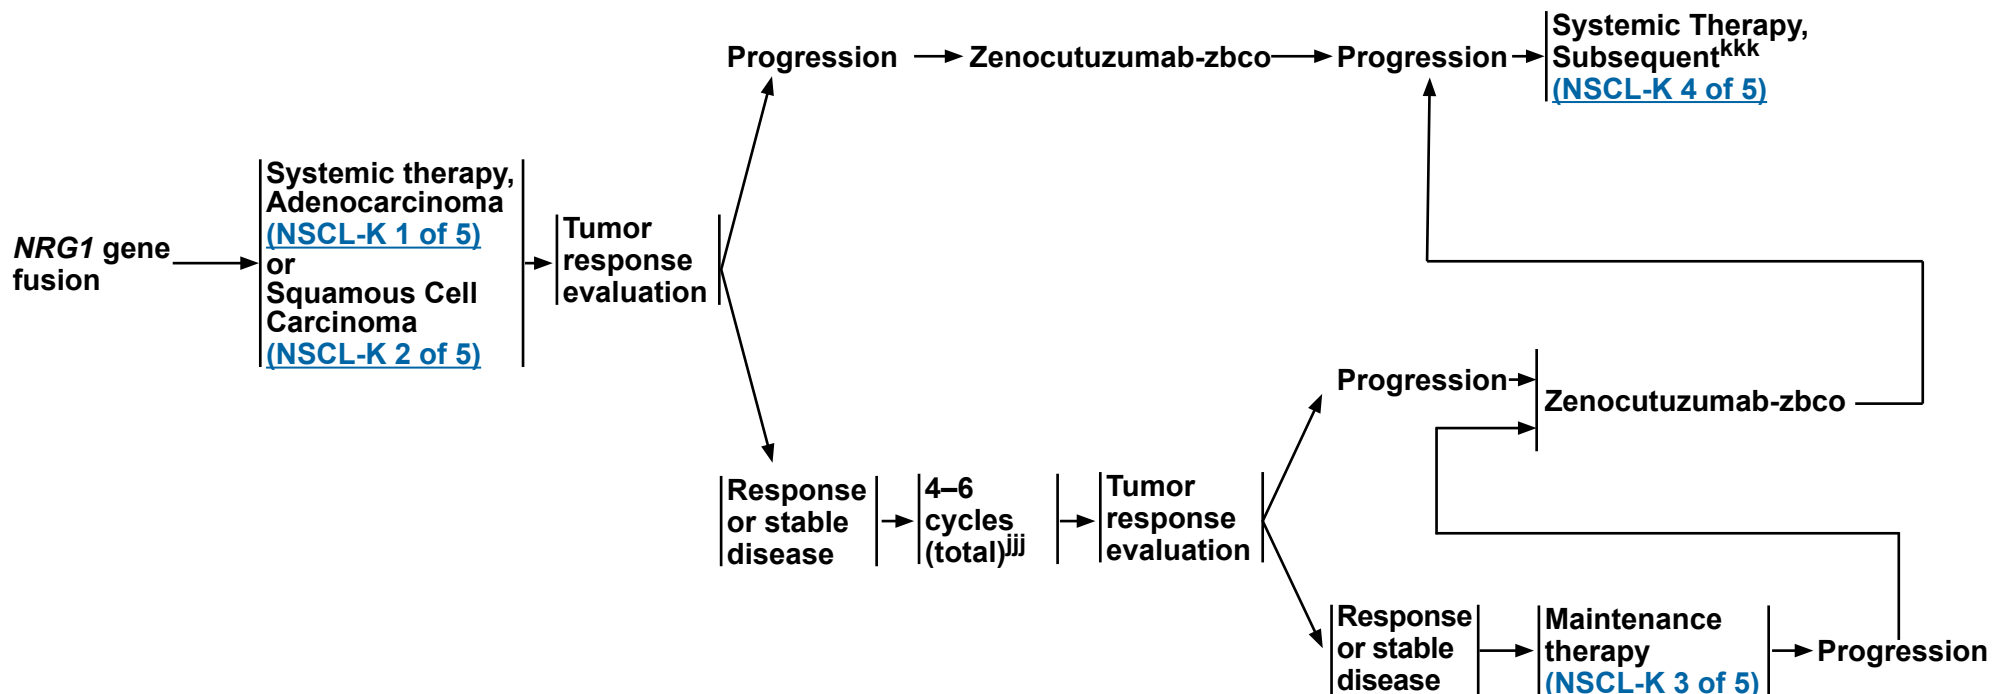 Progression
Zenocutuzumab-zbco
Progression
Systemic Therapy,
Subsequentkkk
(NSCL-K 4 of 5)
NRG1 gene
fusion
Systemic therapy,
Adenocarcinoma
(NSCL-K 1 of 5)
or
Squamous Cell
Carcinoma
(NSCL-K 2 of 5)
Tumor
response
evaluation
Response
or stable
disease
4–6
cycles
(total)jjj
Tumor
response
evaluation
Progression
Zenocutuzumab-zbco
Response
or stable
disease
Maintenance
therapy
(NSCL-K 3 of 5)
Progression